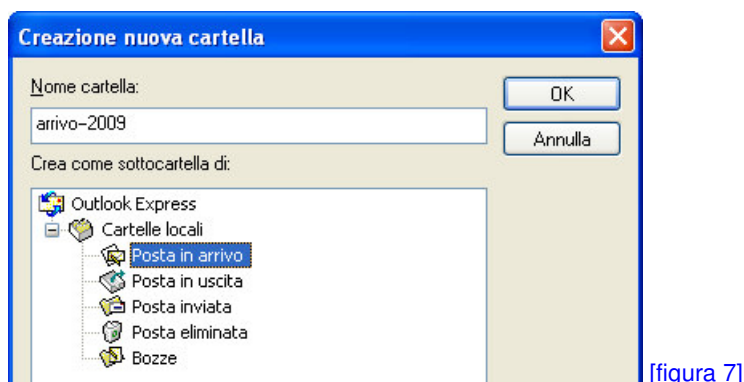 Creazione nuova cartella
Nome cartella:
OK
arrivo-2009
Annulla
Crea come sottocartella di:
Outlook Express
Cartelle locali
Posta in arrivo
Posta in uscita
Posta inviata
Posta eliminata
Bozze
[figura 7]